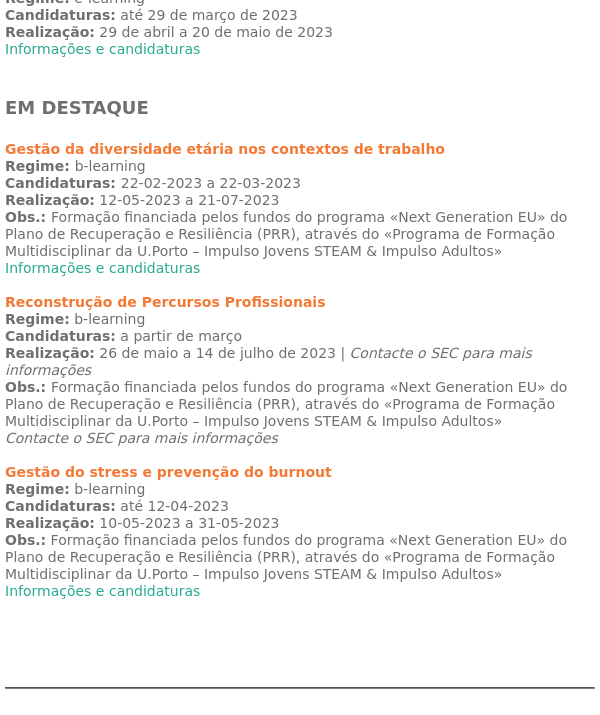 Regime: e-learning
Candidaturas: até 29 de março de 2023
Realização: 29 de abril a 20 de maio de 2023
Informações e candidaturas
EM DESTAQUE
Gestão da diversidade etária nos contextos de trabalho
Regime: b-learning
Candidaturas: 22-02-2023 a 22-03-2023
Realização: 12-05-2023 a 21-07-2023
Obs.: Formação financiada pelos fundos do programa «Next Generation EU» do
Plano de Recuperação e Resiliência (PRR), através do «Programa de Formação
Multidisciplinar da U.Porto – Impulso Jovens STEAM & Impulso Adultos»
Informações e candidaturas
Reconstrução de Percursos Profissionais
Regime: b-learning
Candidaturas: a partir de março
Realização: 26 de maio a 14 de julho de 2023 | Contacte o SEC para mais
informações
Obs.: Formação financiada pelos fundos do programa «Next Generation EU» do
Plano de Recuperação e Resiliência (PRR), através do «Programa de Formação
Multidisciplinar da U.Porto – Impulso Jovens STEAM & Impulso Adultos»
Contacte o SEC para mais informações
Gestão do stress e prevenção do burnout
Regime: b-learning
Candidaturas: até 12-04-2023
Realização: 10-05-2023 a 31-05-2023
Obs.: Formação financiada pelos fundos do programa «Next Generation EU» do
Plano de Recuperação e Resiliência (PRR), através do «Programa de Formação
Multidisciplinar da U.Porto – Impulso Jovens STEAM & Impulso Adultos»
Informações e candidaturas